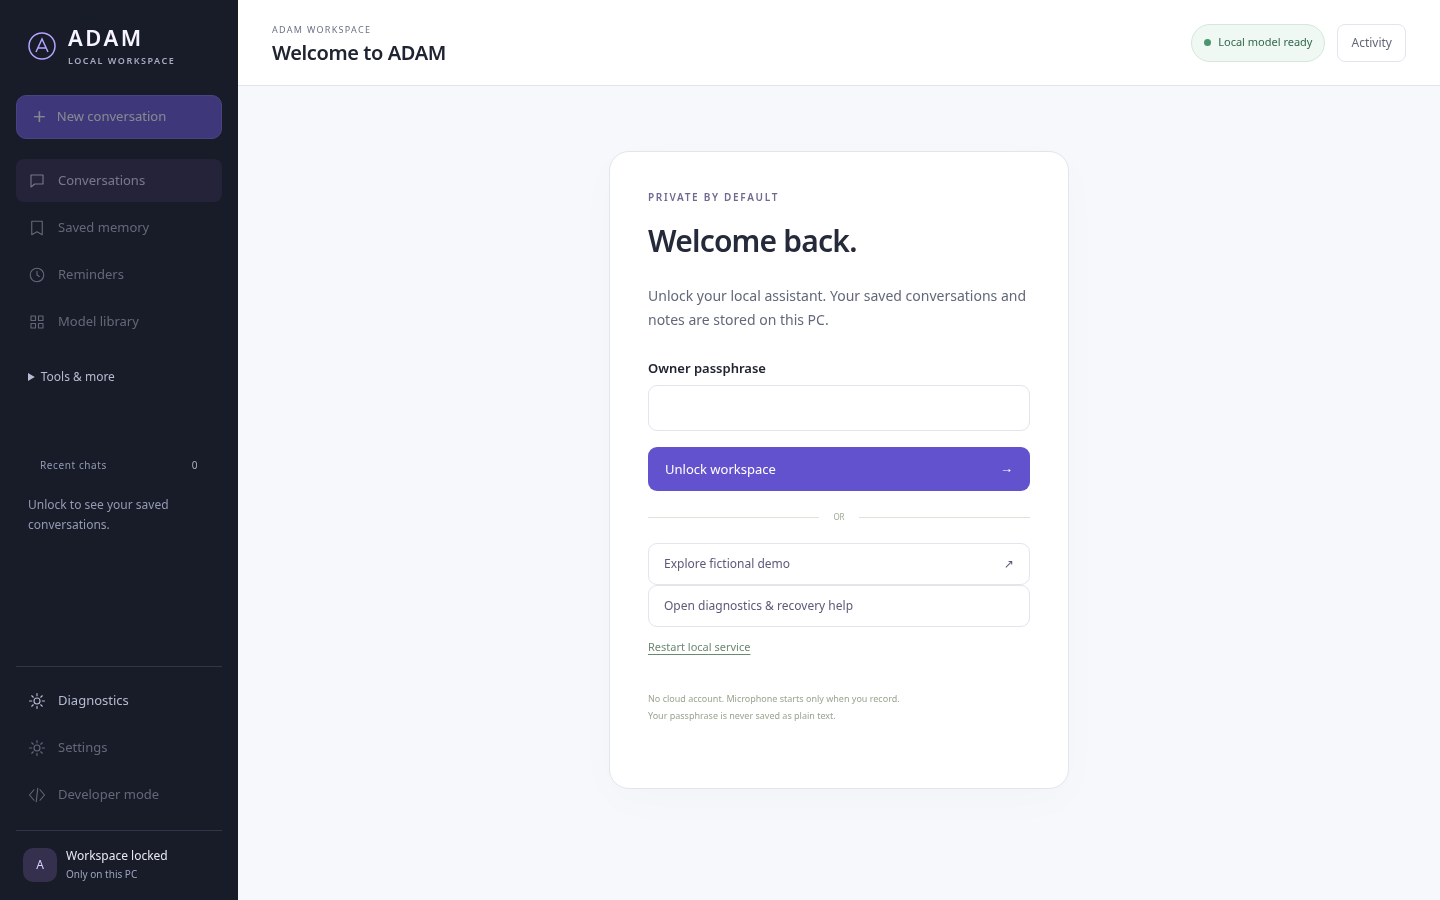 ADAM
LOCAL WORKSPACE
New conversation
Conversations
Saved memory
Reminders
Model library
Tools & more
Recent chats 0
Unlock to see your saved
conversations.
Diagnostics
Settings
Developer mode
A
Workspace locked
Only on this PC
ADAM WORKSPACE
Welcome to ADAM
Local model ready
Activity
PRIVATE BY DEFAULT
Welcome back.
Unlock your local assistant. Your saved conversations and
notes are stored on this PC.
Owner passphrase
Unlock workspace →
OR
Explore fictional demo ↗
Open diagnostics & recovery help
Restart local service
No cloud account. Microphone starts only when you record.
Your passphrase is never saved as plain text.